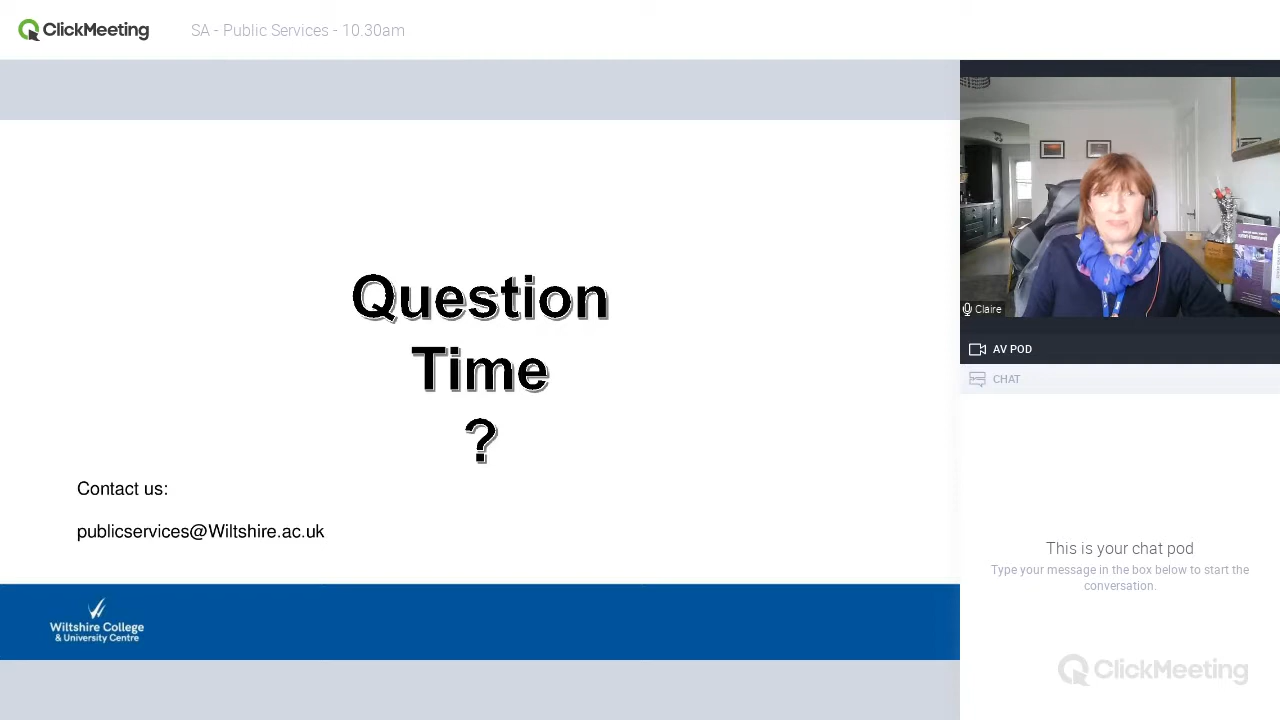 ClickMeeting
SA - Public Services - 10.30am
Question
Time
?
Contact us:
publicservices@Wiltshire.ac.uk
Wiltshire College
& University Centre
Claire
AV POD
CHAT
This is your chat pod
Type your message in the box below to start the
conversation.
ClickMeeting